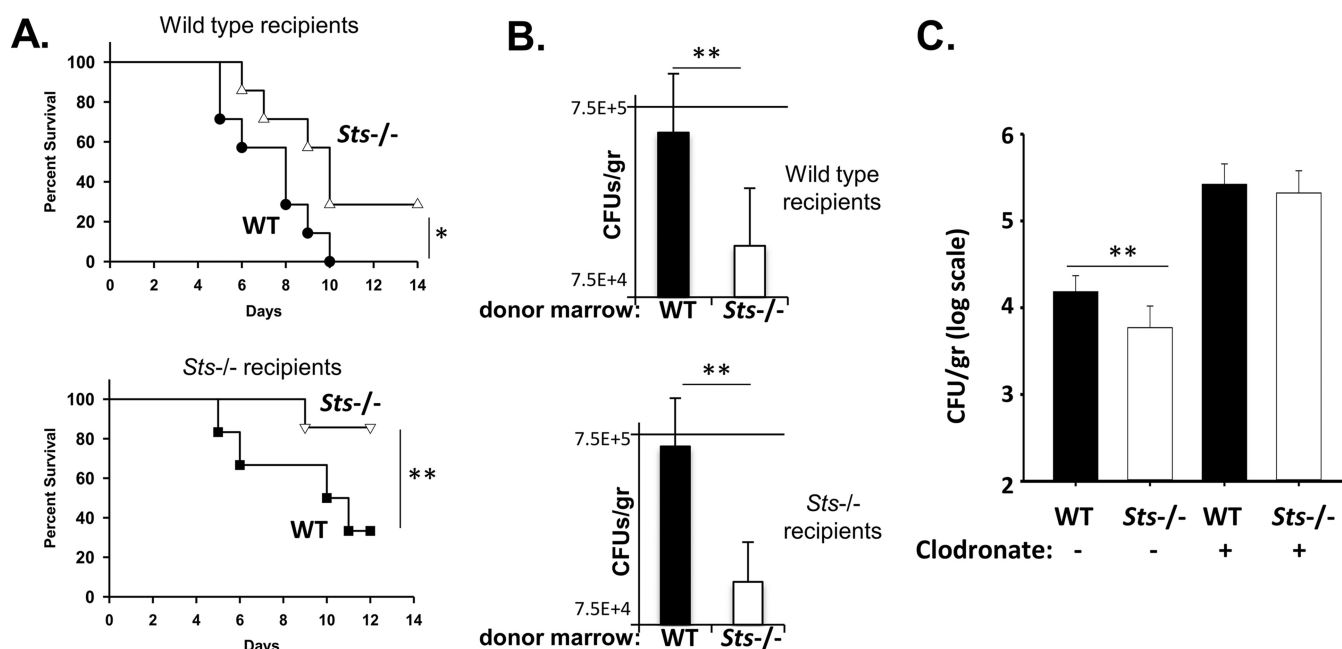 A.
Wild type recipients
Percent Survival
100
80
60
40
20
0
Sts-/-
WT
*
0 2 4 6 8 10 12 14
Days
Sts-/- recipients
Percent Survival
100
80
60
40
20
0
Sts-/-
WT
**
0 2 4 6 8 10 12 14
Days
B.
**
7.5E+5
CFUs/gr
7.5E+4
Wild type
recipients
donor marrow: WT Sts-/-
**
7.5E+5
CFUs/gr
7.5E+4
Sts-/-
recipients
donor marrow: WT Sts-/-
C.
CFU/gr (log scale)
6
5
4
3
2
**
WT Sts-/- WT Sts-/-
Clodronate: - - + +